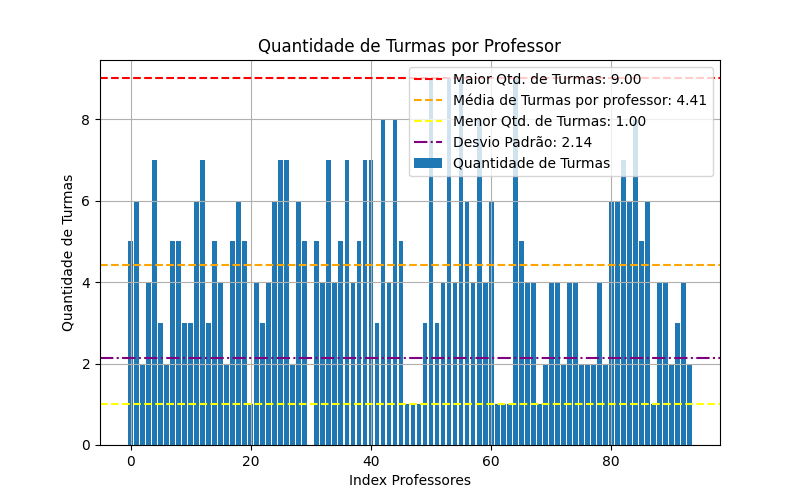 Quantidade de Turmas por Professor
Maior Qtd. de Turmas: 9.00
Média de Turmas por professor: 4.41
Menor Qtd. de Turmas: 1.00
Desvio Padrão: 2.14
Quantidade de Turmas
Quantidade de Turmas
8
6
4
2
0
0 20 40 60 80
Index Professores